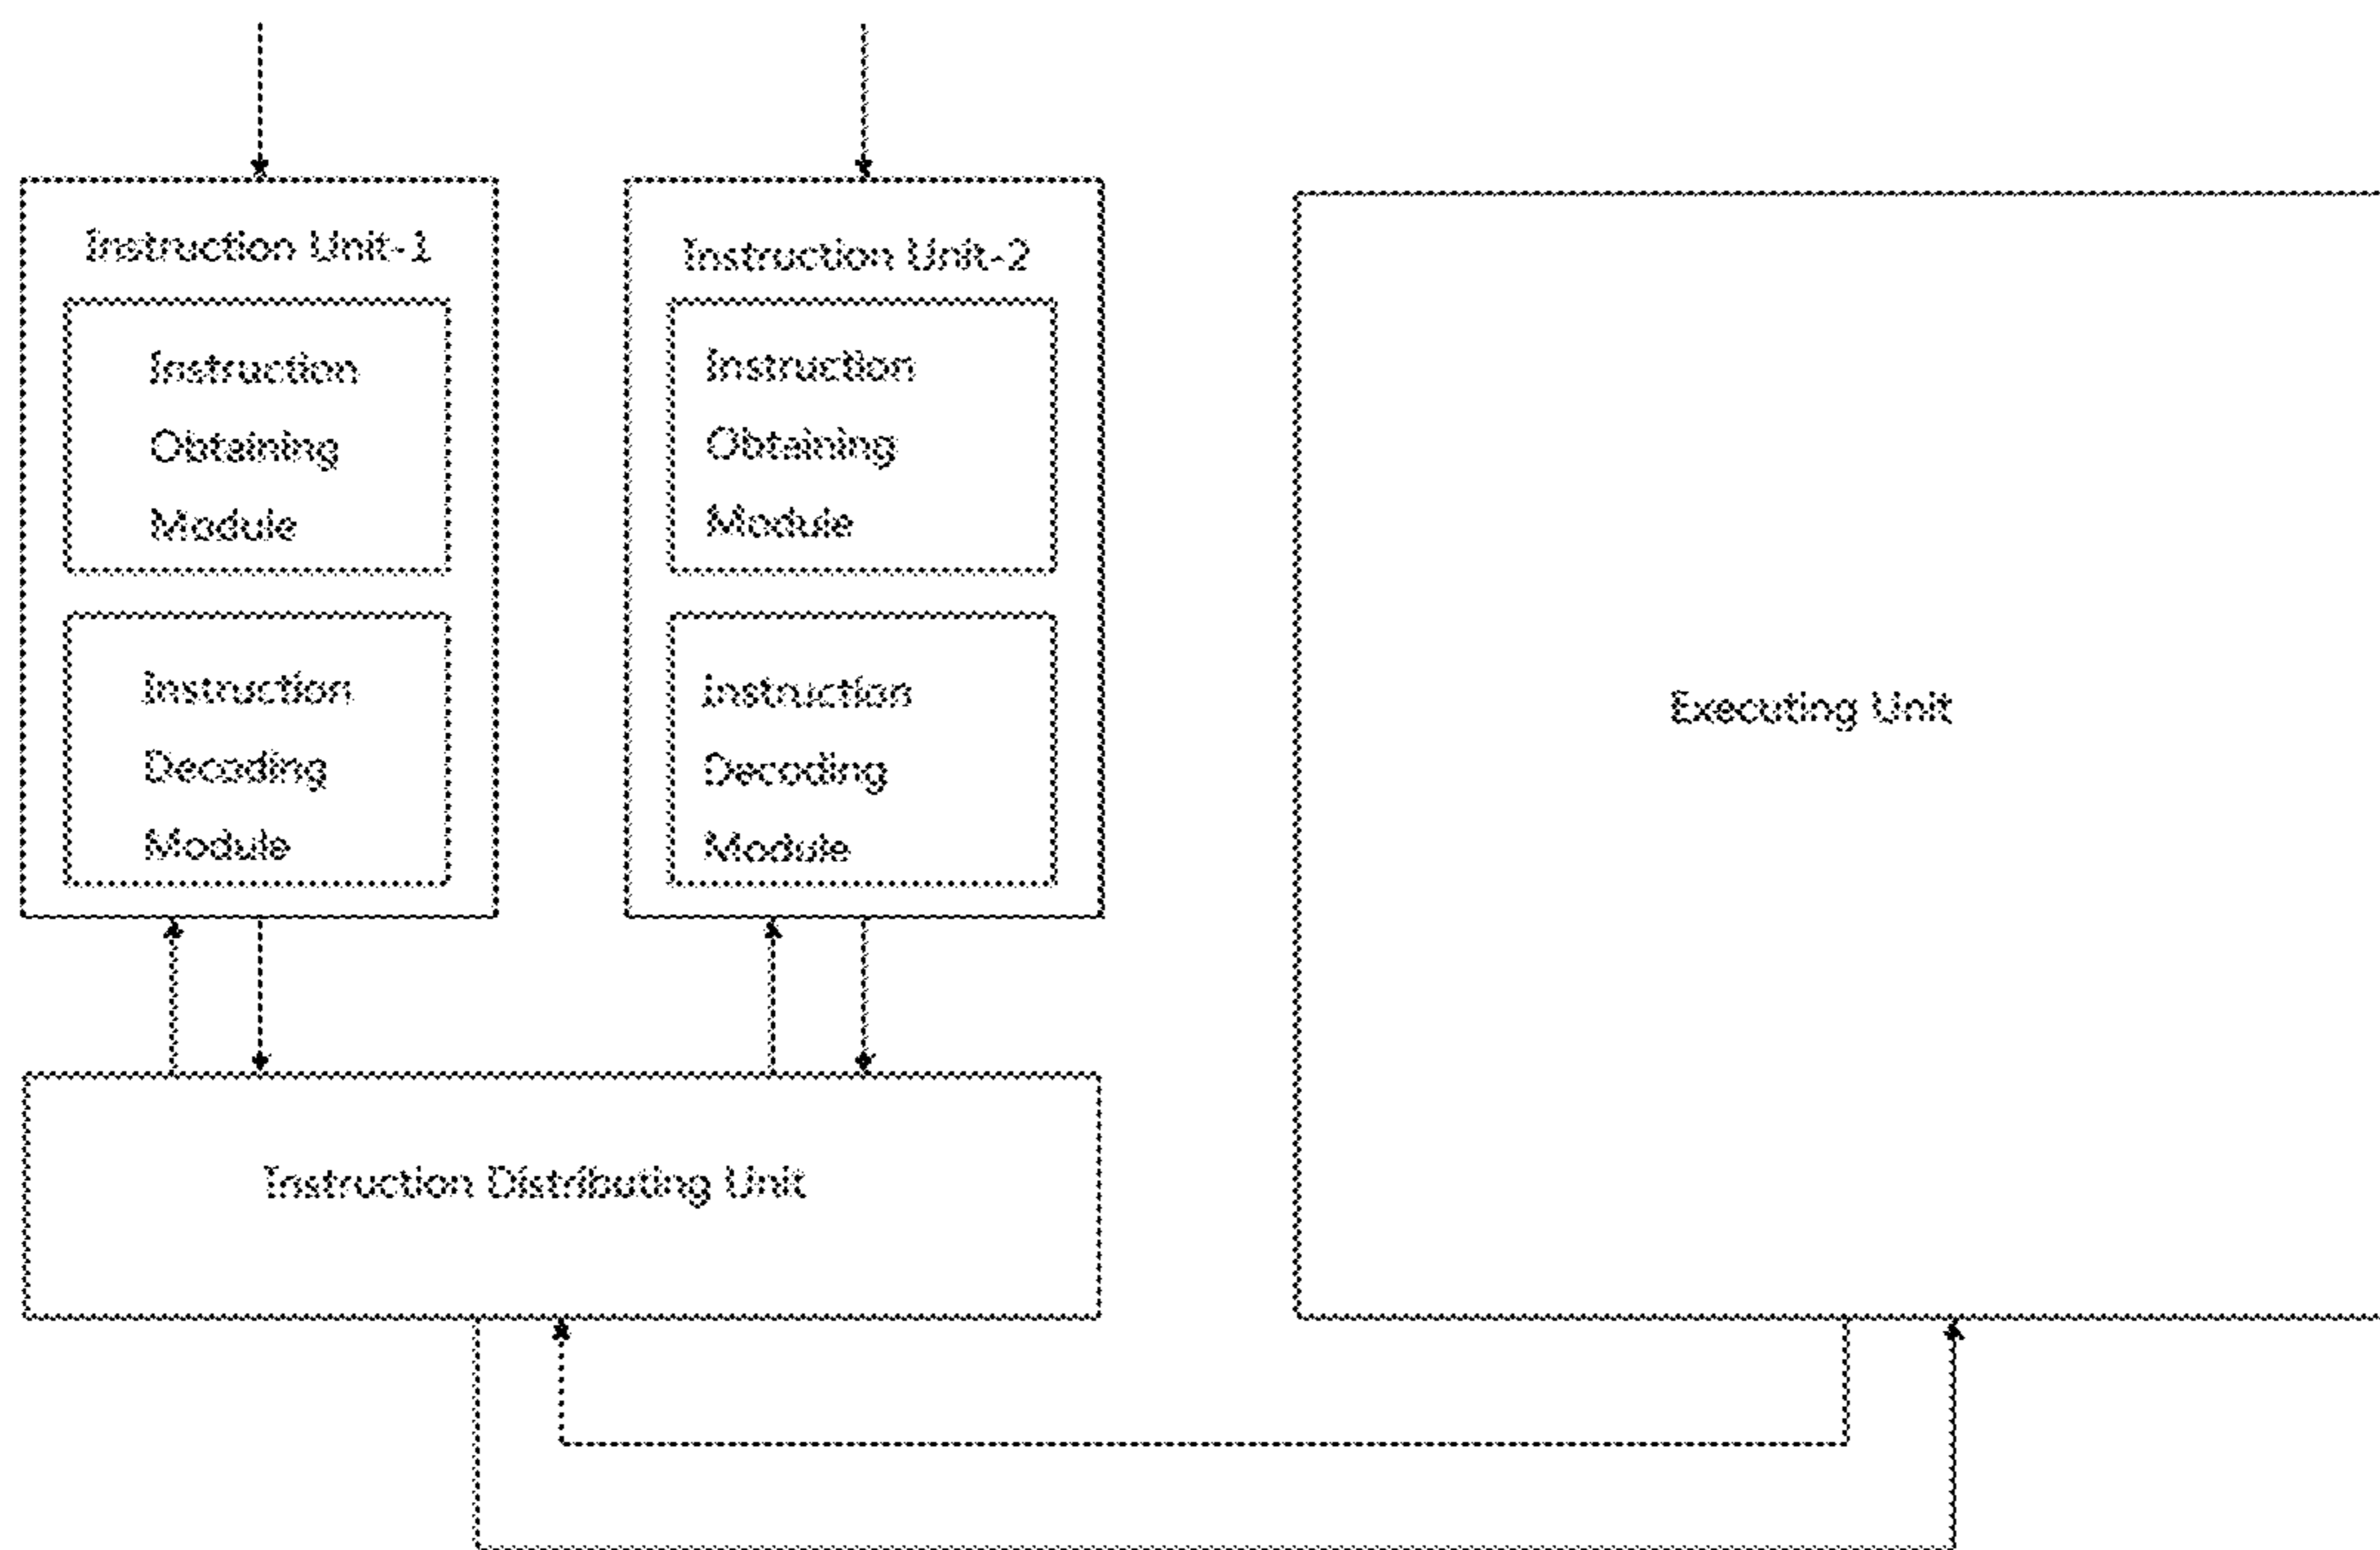 Instruction Unit-1
Instruction
Obtaining
Module
Instruction
Decoding
Module
Instruction Unit-2
Instruction
Obtaining
Module
Instruction
Decoding
Module
Executing Unit
Instruction Distributing Unit